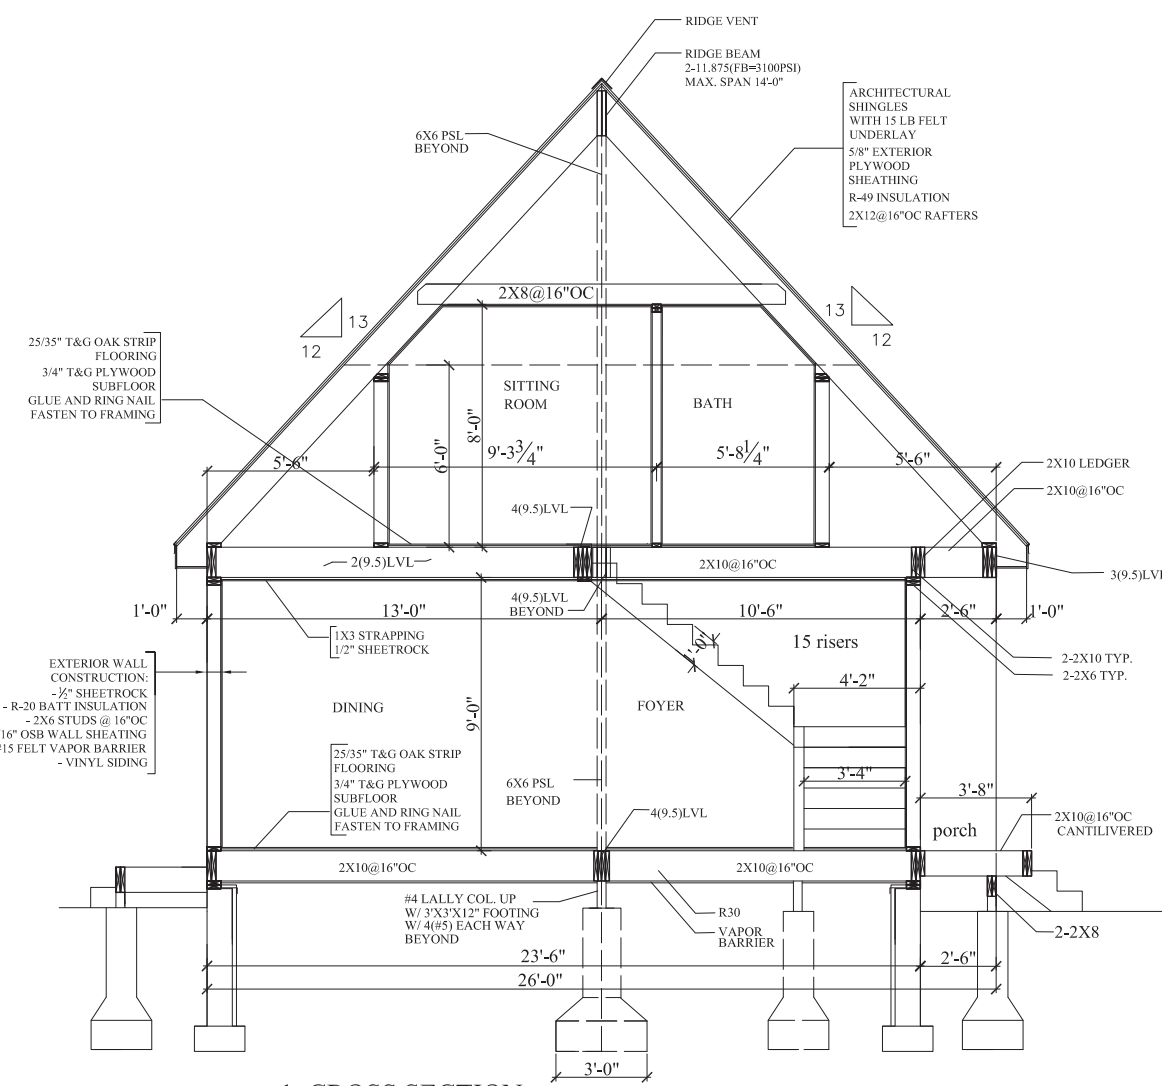 RIDGE VENT
RIDGE BEAM
2-11.875(FB=3100PSI)
MAX. SPAN 14'-0"
6X6 PSL
BEYOND
ARCHITECTURAL
SHINGLES
WITH 15 LB FELT
UNDERLAY
5/8" EXTERIOR
PLYWOOD
SHEATHING
R-49 INSULATION
2X12@16"OC RAFTERS
2X8@16"OC
13
12
13
12
25/35" T&G OAK STRIP
FLOORING
3/4" T&G PLYWOOD
SUBFLOOR
GLUE AND RING NAIL
FASTEN TO FRAMING
SITTING
ROOM
BATH
8'-0"
6'-0"
5'-6"
9'-3 3/4"
5'-8 1/4"
5'-6"
2X10 LEDGER
2X10@16"OC
4(9.5)LVL
2(9.5)LVL
2X10@16"OC
3(9.5)LVL
4(9.5)LVL
BEYOND
1'-0"
13'-0"
10'-6"
2'-6"
1'-0"
1X3 STRAPPING
1/2" SHEETROCK
1'-0"
15 risers
2-2X10 TYP.
2-2X6 TYP.
4'-2"
EXTERIOR WALL
CONSTRUCTION:
- ½" SHEETROCK
- R-20 BATT INSULATION
- 2X6 STUDS @ 16"OC
/16" OSB WALL SHEATING
#15 FELT VAPOR BARRIER
- VINYL SIDING
DINING
9'-0"
FOYER
25/35" T&G OAK STRIP
FLOORING
3/4" T&G PLYWOOD
SUBFLOOR
GLUE AND RING NAIL
FASTEN TO FRAMING
6X6 PSL
BEYOND
3'-4"
3'-8"
4(9.5)LVL
porch
2X10@16"OC
CANTILIVERED
2X10@16"OC
2X10@16"OC
#4 LALLY COL. UP
W/ 3'X3'X12" FOOTING
W/ 4(#5) EACH WAY
BEYOND
R30
VAPOR
BARRIER
2-2X8
23'-6"
2'-6"
26'-0"
3'-0"
1 CROSS SECTION